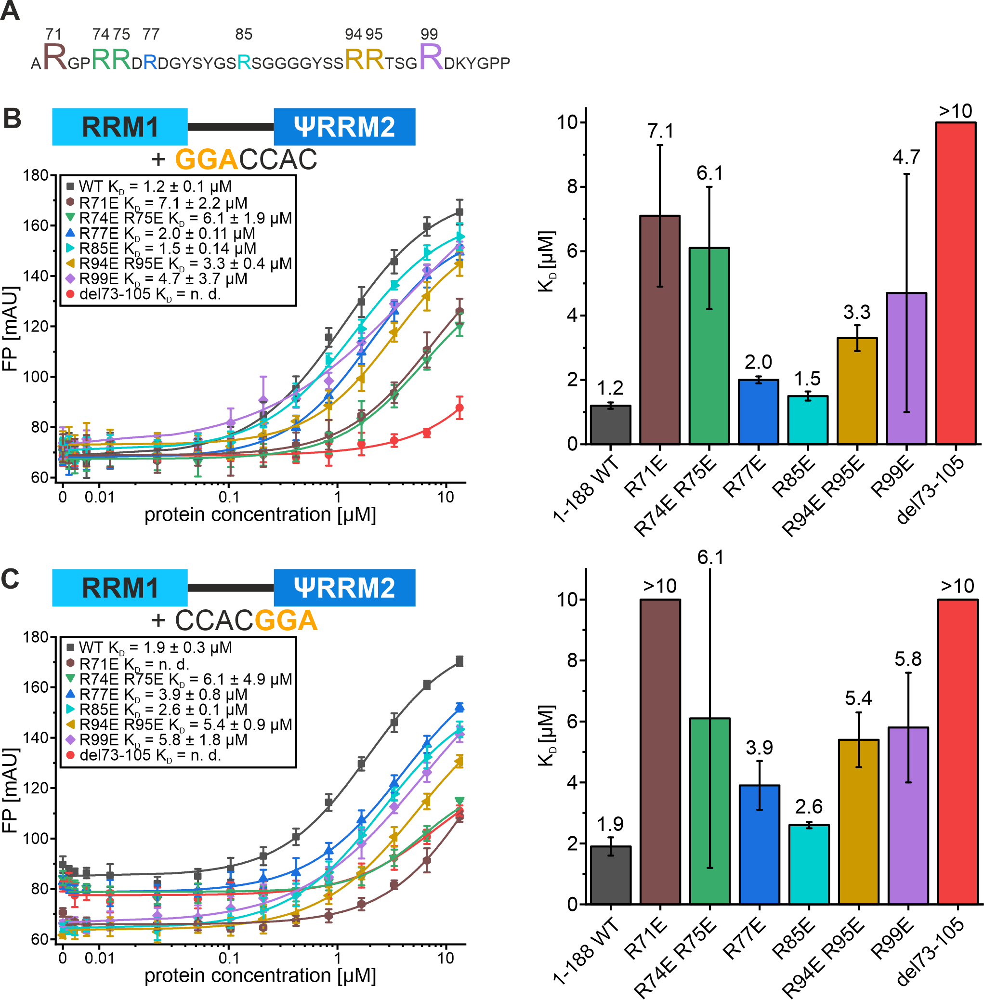 A
71 74 75 77 85 94 95 99
ARGPRRDRDGYSYGSRSGGGGYSSRRTSGRDKYGPP
B
RRM1 ΨRRM2
+ GGACCAC
WT KD = 1.2 ± 0.1 µM
R71E KD = 7.1 ± 2.2 µM
R74E R75E KD = 6.1 ± 1.9 µM
R77E KD = 2.0 ± 0.11 µM
R85E KD = 1.5 ± 0.14 µM
R94E R95E KD = 3.3 ± 0.4 µM
R99E KD = 4.7 ± 3.7 µM
del73-105 KD = n. d.
FP [mAU]
180
160
140
120
100
80
60
0 0.01 0.1 1 10
protein concentration [µM]
KD [µM]
10
8
6
4
2
0
1.2
7.1
6.1
2.0
1.5
3.3
4.7
>10
1-188 WT
R71E
R74E R75E
R77E
R85E
R94E R95E
R99E
del73-105
C
RRM1 ΨRRM2
+ CCACGGA
WT KD = 1.9 ± 0.3 µM
R71E KD = n. d.
R74E R75E KD = 6.1 ± 4.9 µM
R77E KD = 3.9 ± 0.8 µM
R85E KD = 2.6 ± 0.1 µM
R94E R95E KD = 5.4 ± 0.9 µM
R99E KD = 5.8 ± 1.8 µM
del73-105 KD = n. d.
FP [mAU]
180
160
140
120
100
80
60
0 0.01 0.1 1 10
protein concentration [µM]
KD [µM]
10
8
6
4
2
0
1.9
>10
6.1
3.9
2.6
5.4
5.8
>10
1-188 WT
R71E
R74E R75E
R77E
R85E
R94E R95E
R99E
del73-105